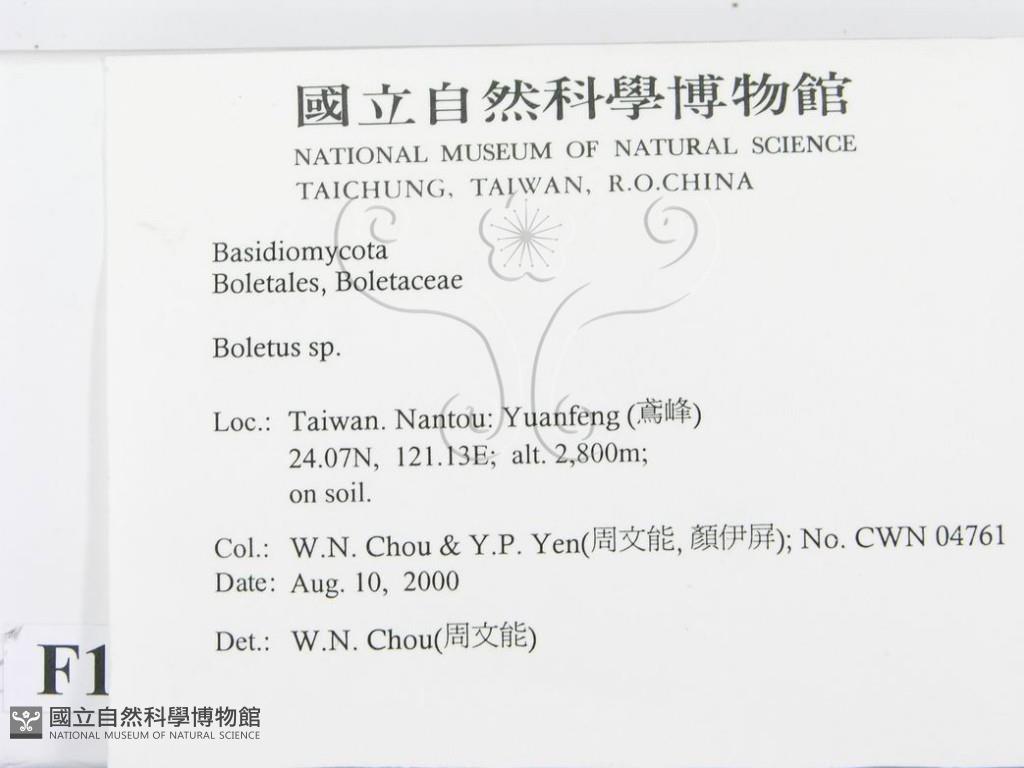 國立自然科學博物館
NATIONAL MUSEUM OF NATURAL SCIENCE
TAICHUNG, TAIWAN, R.O.CHINA
Basidiomycota
Boletales, Boletaceae
Boletus sp.
Loc.: Taiwan. Nantou: Yuanfeng (鳶峰)
24.07N, 121.13E; alt. 2,800m;
on soil.
Col.: W.N. Chou & Y.P. Yen(周文能, 顏伊屏); No. CWN 04761
Date: Aug. 10, 2000
Det.: W.N. Chou(周文能)
F1
國立自然科學博物館
NATIONAL MUSEUM OF NATURAL SCIENCE